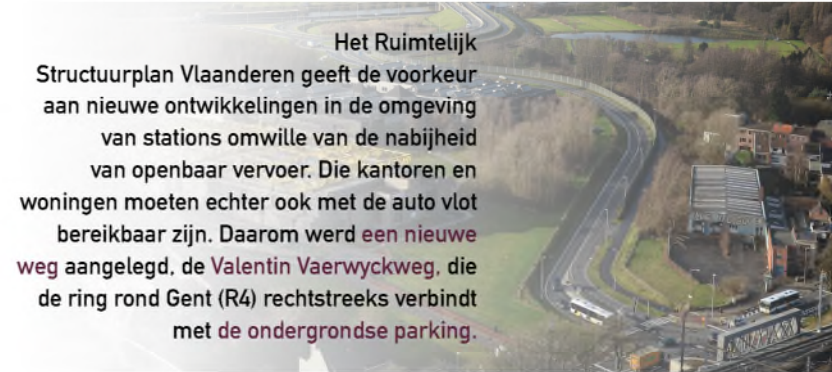 Het Ruimtelijk
Structuurplan Vlaanderen geeft de voorkeur
aan nieuwe ontwikkelingen in de omgeving
van stations omwille van de nabijheid
van openbaar vervoer. Die kantoren en
woningen moeten echter ook met de auto vlot
bereikbaar zijn. Daarom werd een nieuwe
weg aangelegd, de Valentin Vaerwyckweg, die
de ring rond Gent (R4) rechtstreeks verbindt
met de ondergrondse parking.